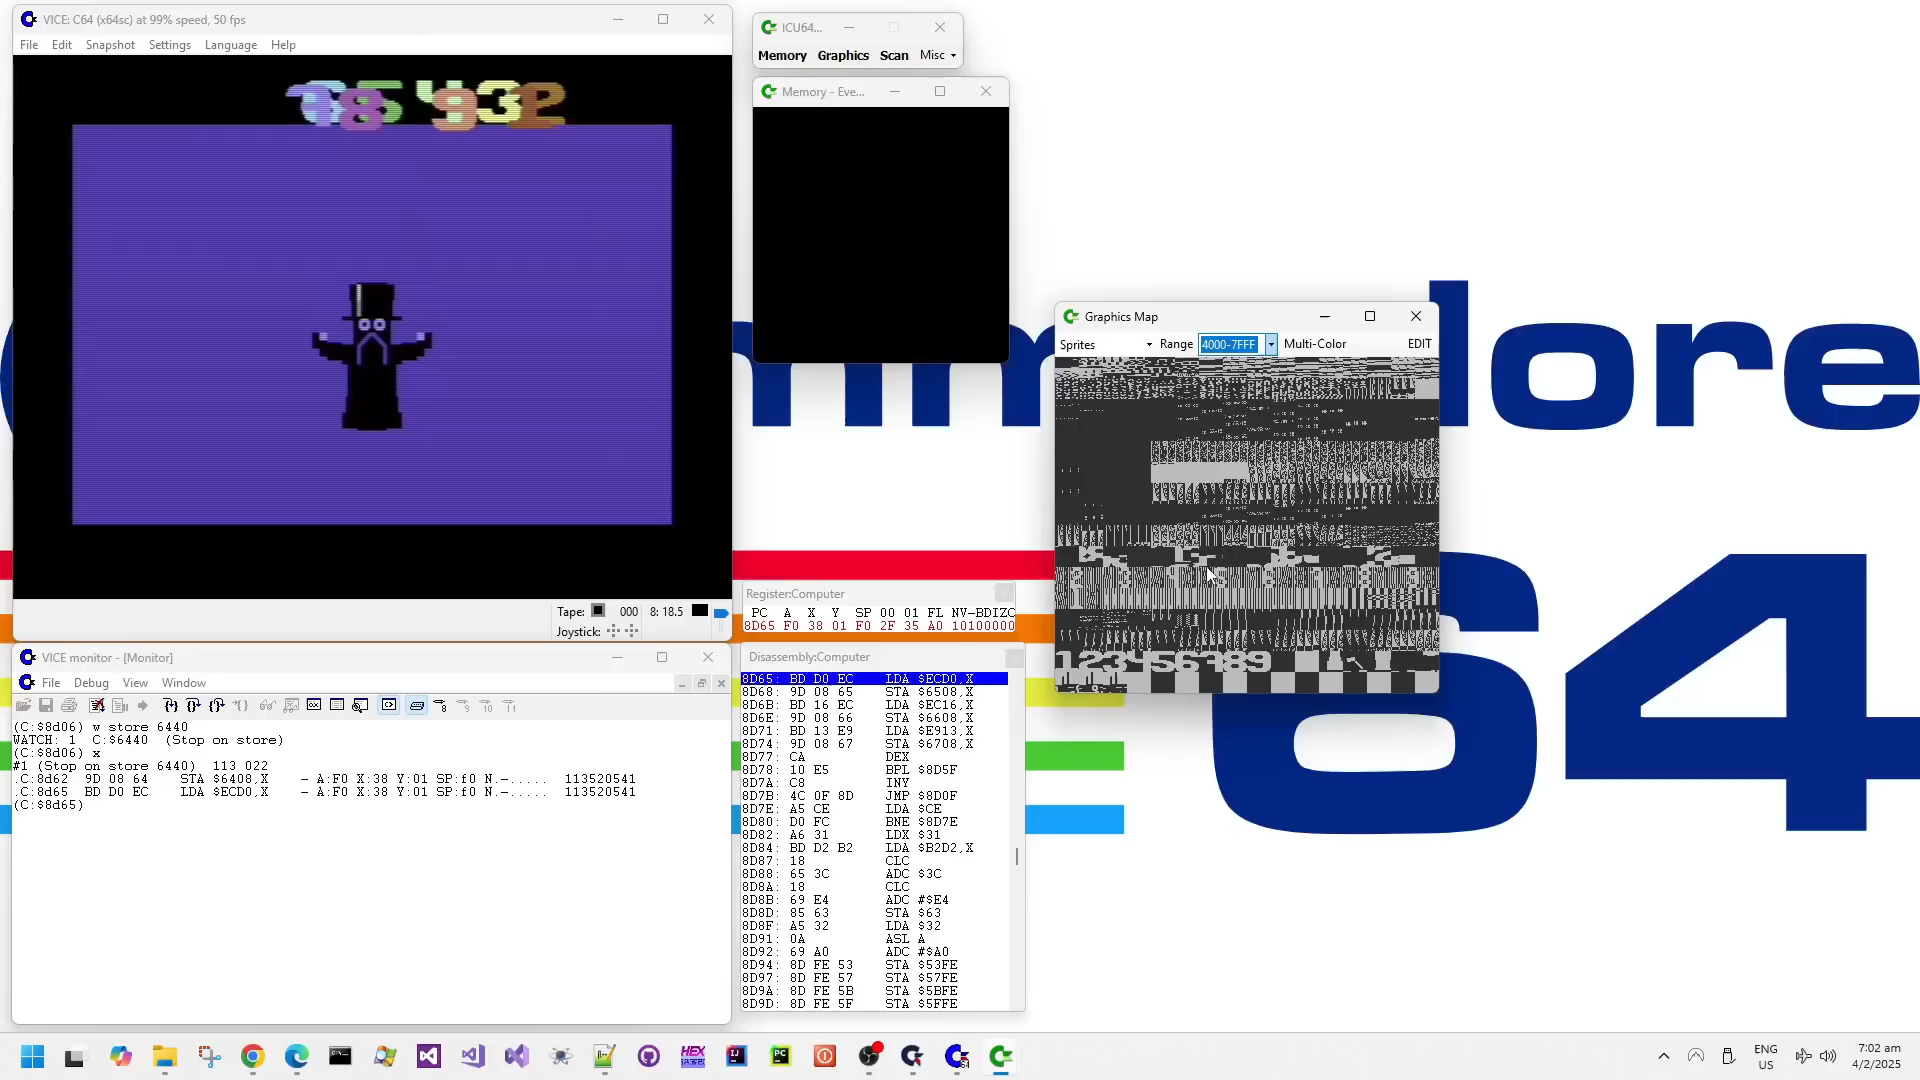 VICE: C64 (x64sc) at 99% speed, 50 fps
File Edit Snapshot Settings Language Help
Tape: 000 8: 18.5
Joystick:
ICU64...
Memory Graphics Scan Misc
Memory - Eve...
Graphics Map
Sprites Range 4000-7FFF Multi-Color EDIT
123456789
64
VICE monitor - [Monitor]
File Debug View Window
(C:$8d06) w store 6440
WATCH: 1 C:$6440 (Stop on store)
(C:$8d06) x
#1 (Stop on store 6440) 113 022
.C:8d62 9D 08 64 STA $6408,X - A:F0 X:38 Y:01 SP:f0 N.-..... 113520541
.C:8d65 BD D0 EC LDA $ECD0,X - A:F0 X:38 Y:01 SP:f0 N.-..... 113520541
(C:$8d65)
Register:Computer
PC A X Y SP 00 01 FL NV-BDIZC
8D65 F0 38 01 F0 2F 35 A0 10100000
Disassembly:Computer
8D65: BD D0 EC LDA $ECD0,X
8D68: 9D 08 65 STA $6508,X
8D6B: BD 16 EC LDA $EC16,X
8D6E: 9D 08 66 STA $6608,X
8D71: BD 13 E9 LDA $E913,X
8D74: 9D 08 67 STA $6708,X
8D77: CA DEX
8D78: 10 E5 BPL $8D5F
8D7A: C8 INY
8D7B: 4C 0F 8D JMP $8D0F
8D7E: A5 CE LDA $CE
8D80: D0 FC BNE $8D7E
8D82: A6 31 LDX $31
8D84: BD D2 B2 LDA $B2D2,X
8D87: 18 CLC
8D88: 65 3C ADC $3C
8D8A: 18 CLC
8D8B: 69 E4 ADC #$E4
8D8D: 85 63 STA $63
8D8F: A5 32 LDA $32
8D91: 0A ASL A
8D92: 69 A0 ADC #$A0
8D94: 8D FE 53 STA $53FE
8D97: 8D FE 57 STA $57FE
8D9A: 8D FE 5B STA $5BFE
8D9D: 8D FE 5F STA $5FFE
ENG
US
7:02 am
4/2/2025